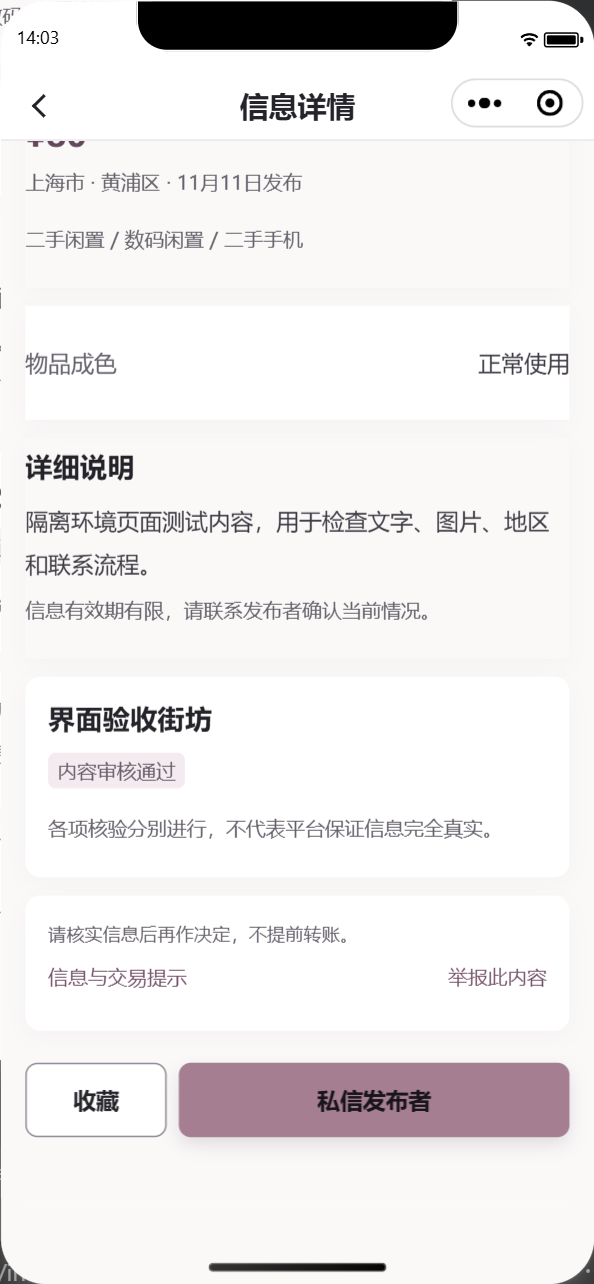 14:03
信息详情
上海市 · 黄浦区 · 11月11日发布
二手闲置 / 数码闲置 / 二手手机
物品成色
正常使用
详细说明
隔离环境页面测试内容，用于检查文字、图片、地区
和联系流程。
信息有效期有限，请联系发布者确认当前情况。
界面验收街坊
内容审核通过
各项核验分别进行，不代表平台保证信息完全真实。
请核实信息后再作决定，不提前转账。
信息与交易提示
举报此内容
收藏
私信发布者